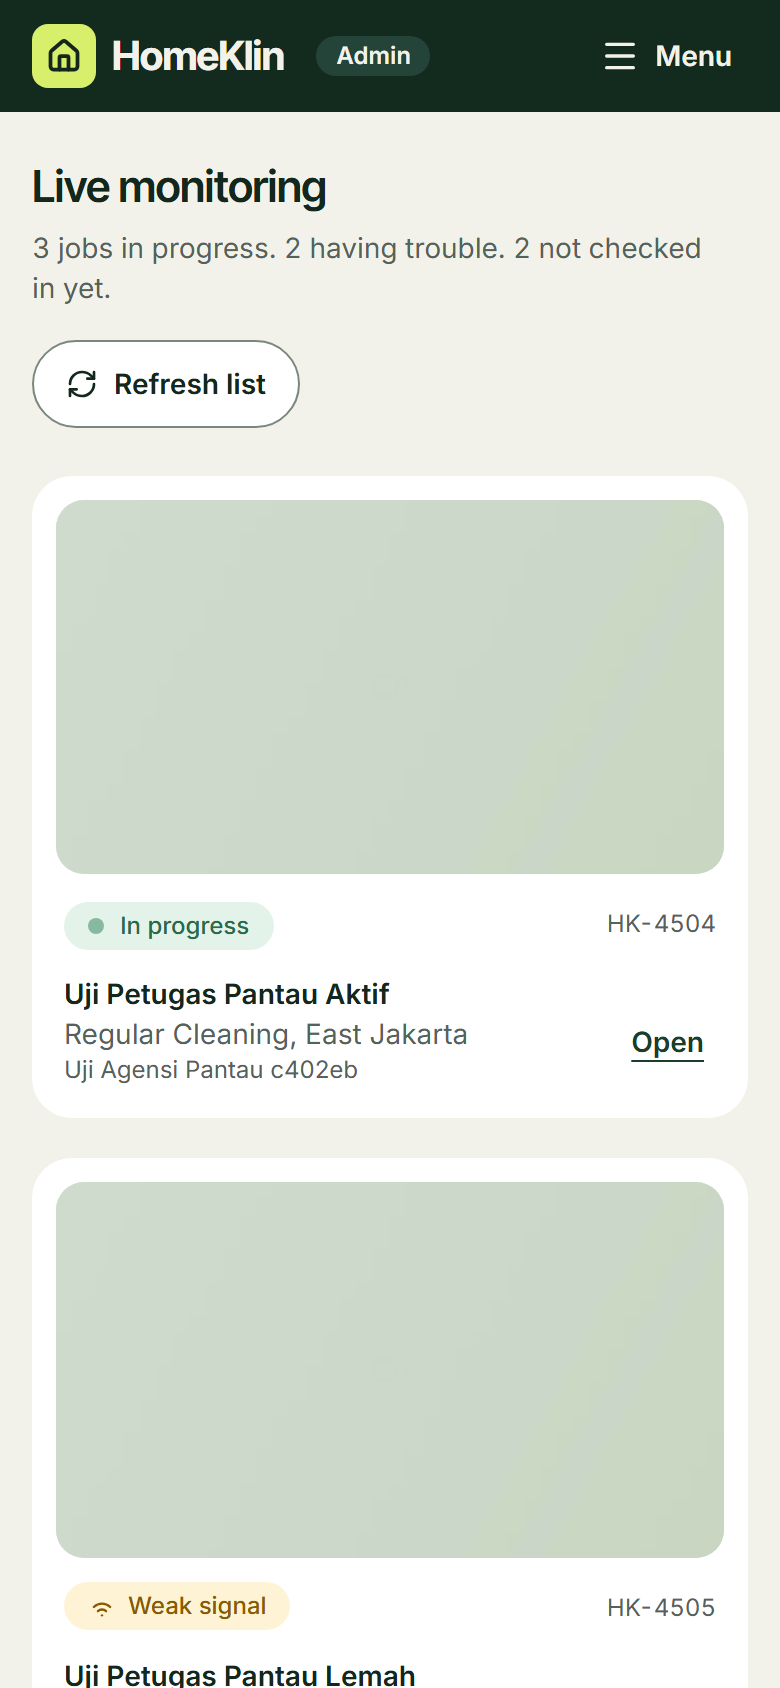 HomeKlin Admin Menu
Live monitoring
3 jobs in progress. 2 having trouble. 2 not checked
in yet.
Refresh list
In progress HK-4504
Uji Petugas Pantau Aktif
Regular Cleaning, East Jakarta
Open
Uji Agensi Pantau c402eb
Weak signal HK-4505
Uji Petugas Pantau Lemah